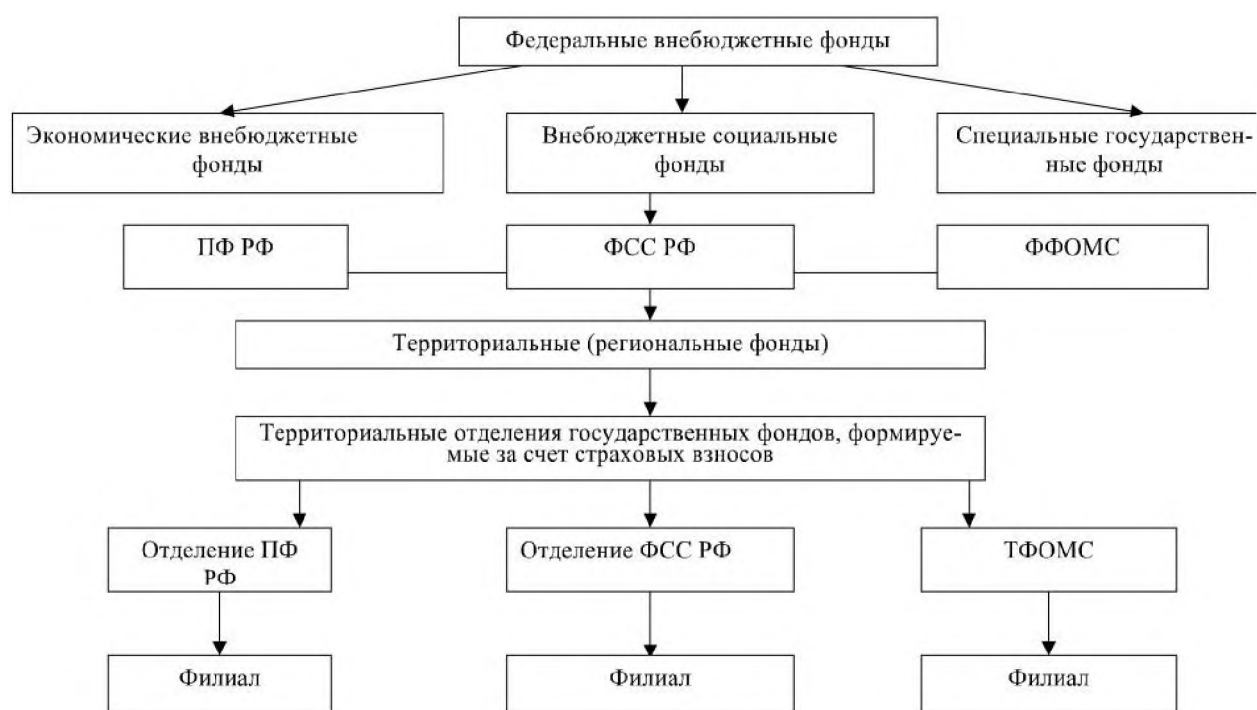 Федеральные внебюджетные фонды
Экономические внебюджетные
фонды
Внебюджетные социальные
фонды
Специальные государствен-
ные фонды
ПФ РФ
ФСС РФ
ФФОМС
Территориальные (региональные фонды)
Территориальные отделения государственных фондов, формируе-
мые за счет страховых взносов
Отделение ПФ
РФ
Отделение ФСС РФ
ТФОМС
Филиал
Филиал
Филиал